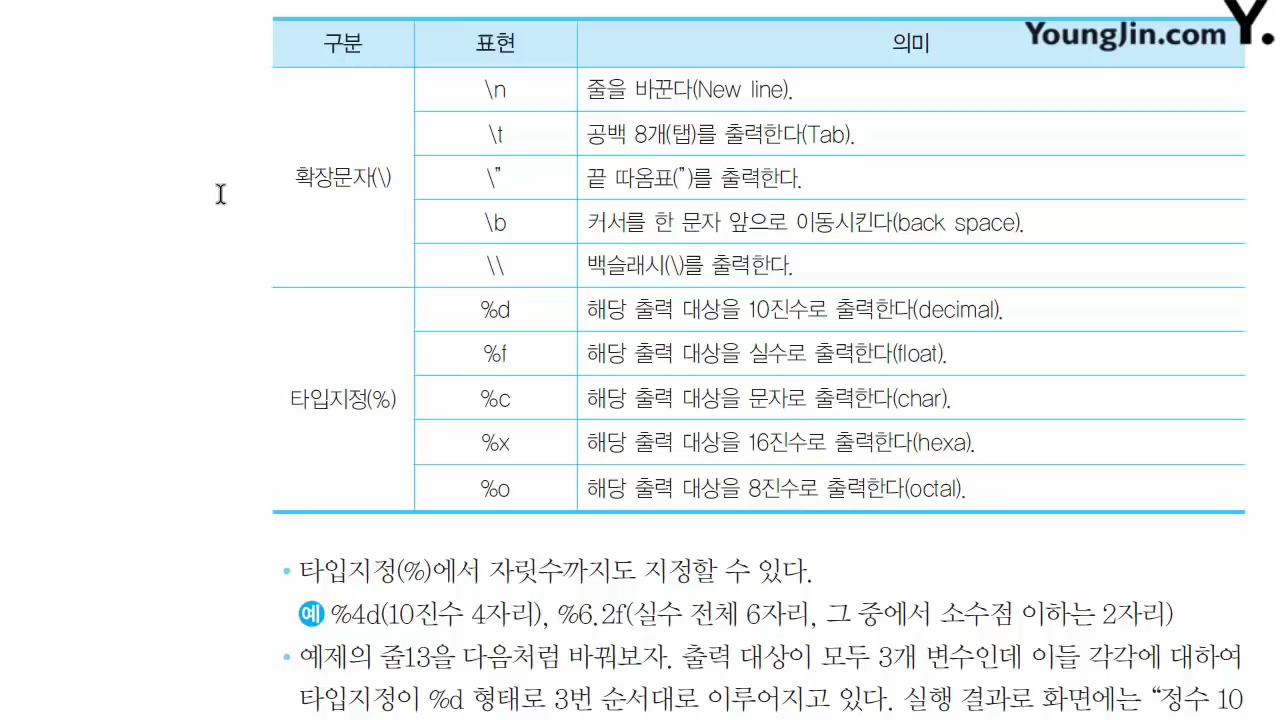 YoungJin.com Y.
구분 표현 의미
확장문자(\)
\n 줄을 바꾼다(New line).
\t 공백 8개(탭)를 출력한다(Tab).
\” 끝 따옴표(”)를 출력한다.
\b 커서를 한 문자 앞으로 이동시킨다(back space).
\\ 백슬래시(\)를 출력한다.
타입지정(%)
%d 해당 출력 대상을 10진수로 출력한다(decimal).
%f 해당 출력 대상을 실수로 출력한다(float).
%c 해당 출력 대상을 문자로 출력한다(char).
%x 해당 출력 대상을 16진수로 출력한다(hexa).
%o 해당 출력 대상을 8진수로 출력한다(octal).
• 타입지정(%)에서 자릿수까지도 지정할 수 있다.
예 %4d(10진수 4자리), %6.2f(실수 전체 6자리, 그 중에서 소수점 이하는 2자리)
• 예제의 줄13을 다음처럼 바꿔보자. 출력 대상이 모두 3개 변수인데 이들 각각에 대하여
타입지정이 %d 형태로 3번 순서대로 이루어지고 있다. 실행 결과로 화면에는 “정수 10